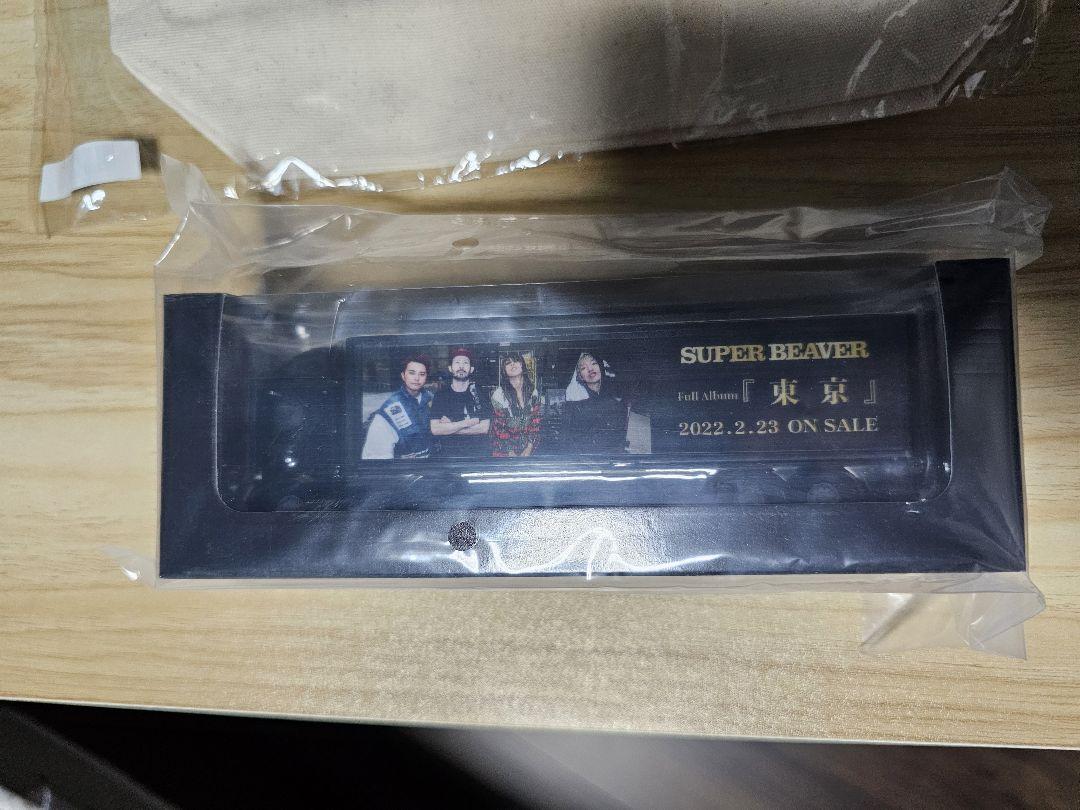 SUPER BEAVER
Full Album『東京』
2022.2.23 ON SALE